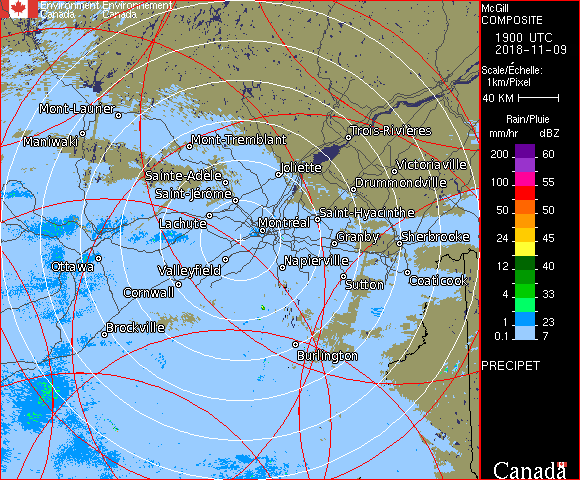 Environment Environnement
Canada Canada
McGill
COMPOSITE
1900 UTC
2018-11-09
Scale/Échelle:
1km/Pixel
40 KM
Rain/Pluie
mm/hr dBZ
200 60
100 55
50 50
24 45
12 40
4 33
1 23
0.1 7
PRECIPET
Canada
Mont-Laurier
Maniwaki
Mont-Tremblant
Trois-Rivières
Sainte-Adele
Joliette
Victoriaville
Saint-Jérôme
Drummondville
Lachute
Montréal
Saint-Hyacinthe
Granby
Sherbrooke
Ottawa
Valleyfield
Napierville
Cornwall
Sutton
Coaticook
Brockville
Burlington